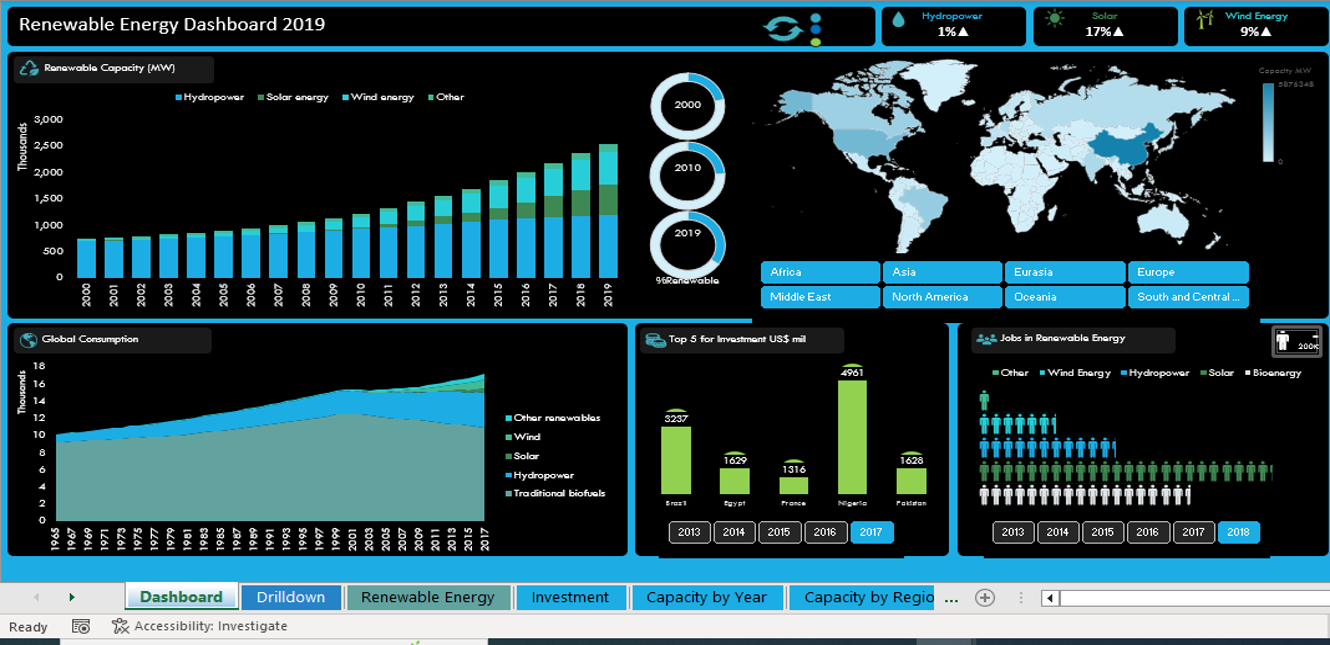 Renewable Energy Dashboard 2019
Hydropower
1%▲
Solar
17%▲
Wind Energy
9%▲
Renewable Capacity (MW)
Hydropower Solar energy Wind energy Other
Thousands
3,000
2,500
2,000
1,500
1,000
500
0
2000 2001 2002 2003 2004 2005 2006 2007 2008 2009 2010 2011 2012 2013 2014 2015 2016 2017 2018 2019
2000
2010
2019
%Renewable
Capacity MW
5876348
0
Africa Asia Eurasia Europe
Middle East North America Oceania South and Central ...
Global Consumption
Thousands
18
16
14
12
10
8
6
4
2
0
1965 1967 1969 1971 1973 1975 1977 1979 1981 1983 1985 1987 1989 1991 1993 1995 1997 1999 2001 2003 2005 2007 2009 2011 2013 2015 2017
Other renewables
Wind
Solar
Hydropower
Traditional biofuels
Top 5 for Investment US$ mil
3237 1629 1316 4961 1628
Brazil Egypt France Nigeria Pakistan
2013 2014 2015 2016 2017
Jobs in Renewable Energy
200K
Other Wind Energy Hydropower Solar Bioenergy
2013 2014 2015 2016 2017 2018
Dashboard Drilldown Renewable Energy Investment Capacity by Year Capacity by Regio ...
Ready Accessibility: Investigate